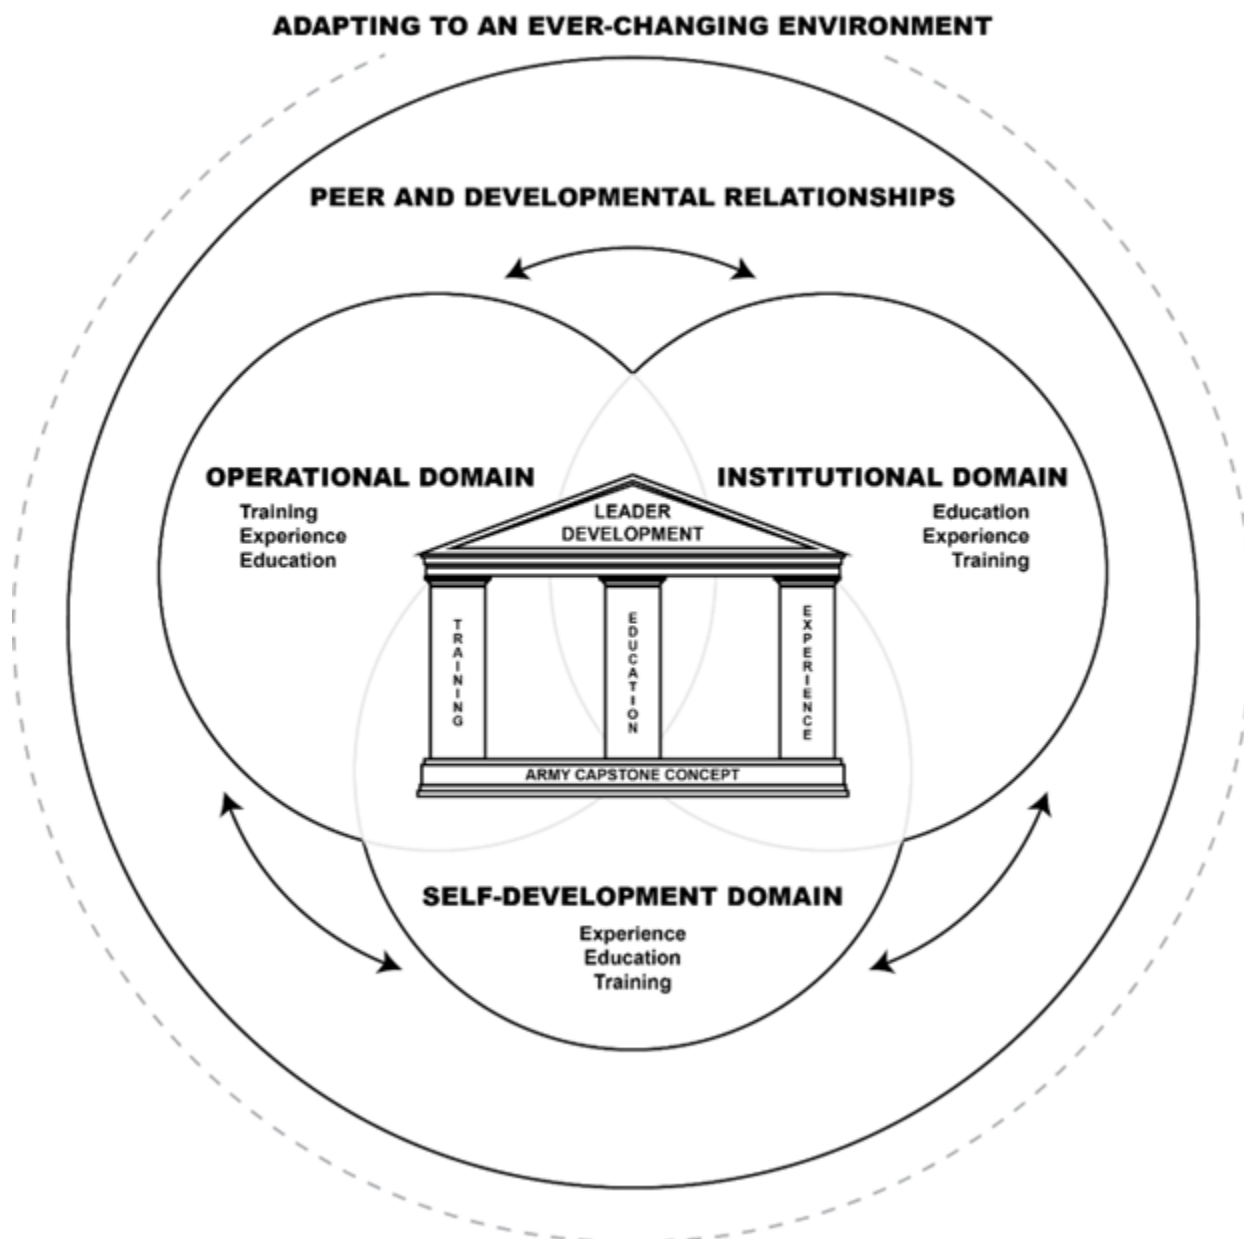 ADAPTING TO AN EVER-CHANGING ENVIRONMENT
PEER AND DEVELOPMENTAL RELATIONSHIPS
OPERATIONAL DOMAIN
Training
Experience
Education
INSTITUTIONAL DOMAIN
Education
Experience
Training
LEADER
DEVELOPMENT
TRAINING
EDUCATION
EXPERIENCE
ARMY CAPSTONE CONCEPT
SELF-DEVELOPMENT DOMAIN
Experience
Education
Training